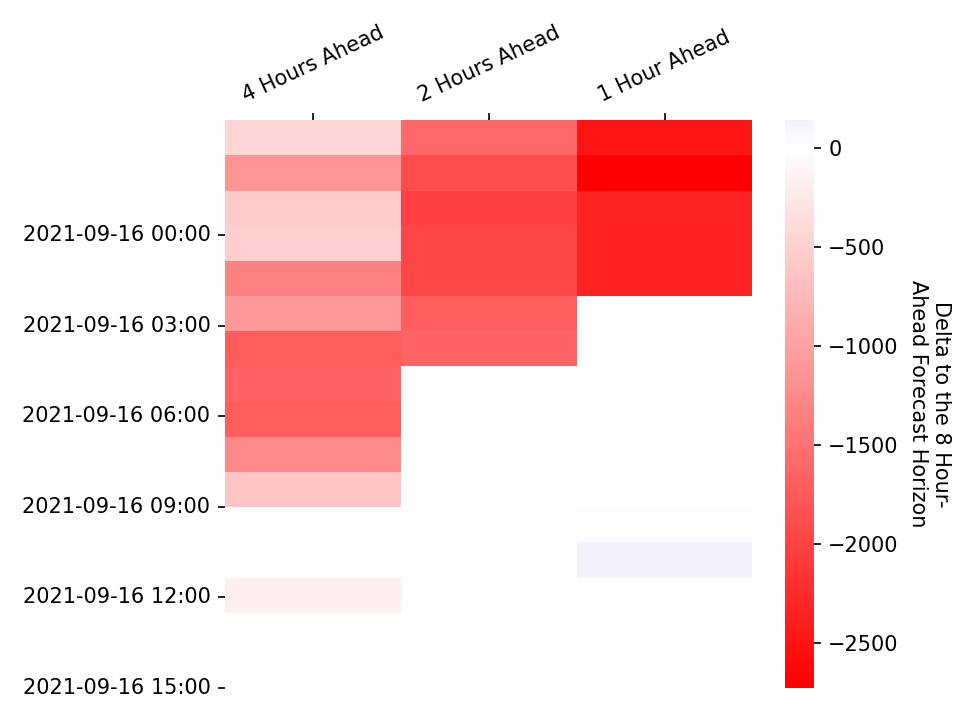 4 Hours Ahead
2 Hours Ahead
1 Hour Ahead
2021-09-16 00:00
2021-09-16 03:00
2021-09-16 06:00
2021-09-16 09:00
2021-09-16 12:00
2021-09-16 15:00
0
−500
−1000
−1500
−2000
−2500
Delta to the 8 Hour-
Ahead Forecast Horizon